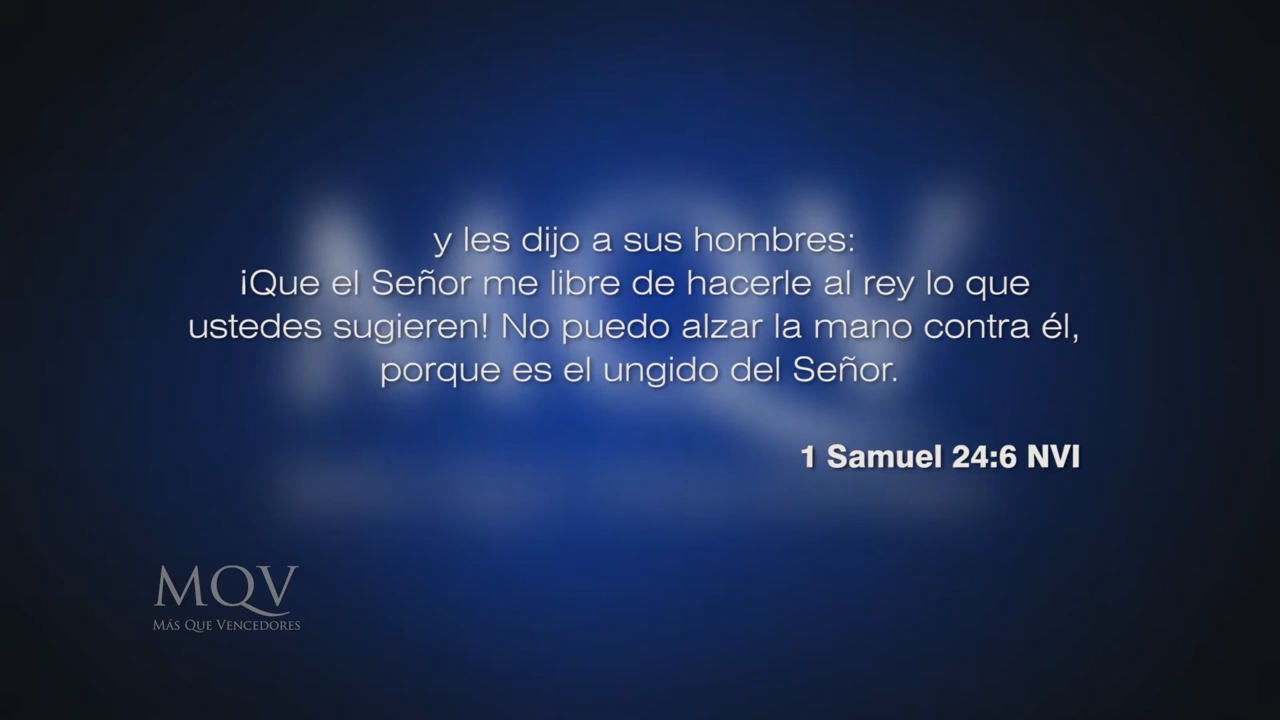 y les dijo a sus hombres:
¡Que el Señor me libre de hacerle al rey lo que
ustedes sugieren! No puedo alzar la mano contra él,
porque es el ungido del Señor.
1 Samuel 24:6 NVI
MQV
MÁS QUE VENCEDORES